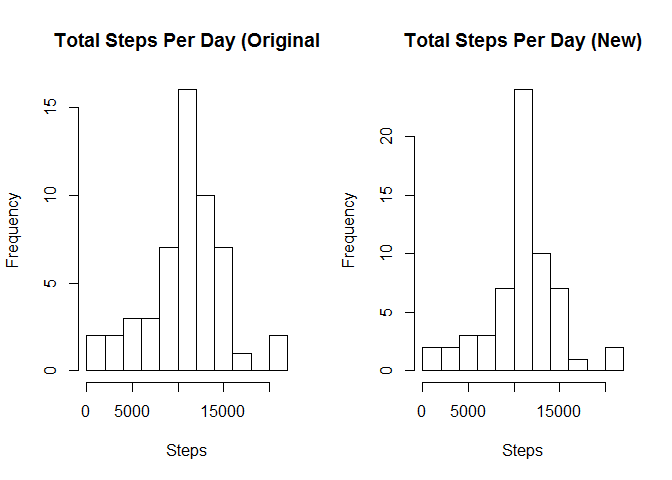 Total Steps Per Day (Original
Frequency
0
5
10
15
0
5000
15000
Steps
Total Steps Per Day (New)
Frequency
0
5
10
15
20
0
5000
15000
Steps